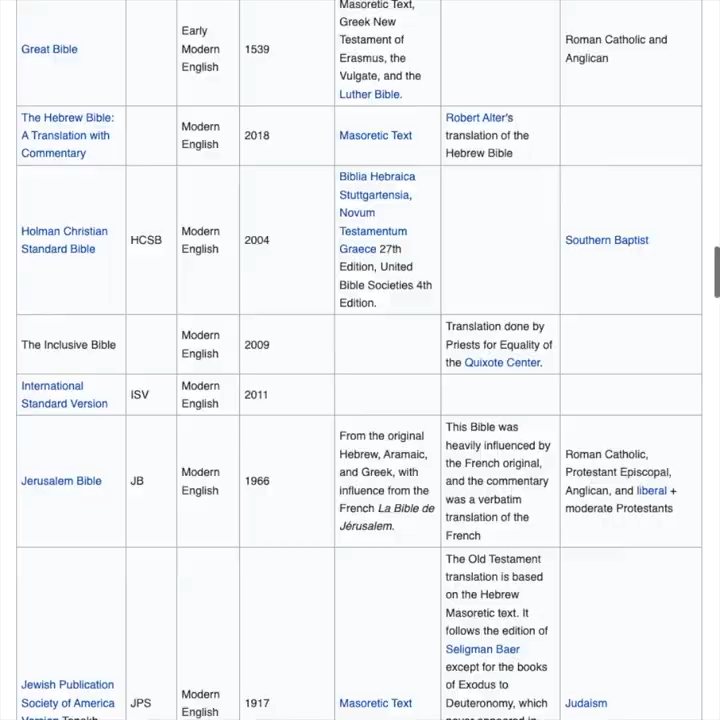 Great Bible
Early
Modern
English
1539
Masoretic Text,
Greek New
Testament of
Erasmus, the
Vulgate, and the
Luther Bible.
Roman Catholic and
Anglican
The Hebrew Bible:
A Translation with
Commentary
Modern
English
2018
Masoretic Text
Robert Alter's
translation of the
Hebrew Bible
Holman Christian
Standard Bible
HCSB
Modern
English
2004
Biblia Hebraica
Stuttgartensia,
Novum
Testamentum
Graece 27th
Edition, United
Bible Societies 4th
Edition.
Southern Baptist
The Inclusive Bible
Modern
English
2009
Translation done by
Priests for Equality of
the Quixote Center.
International
Standard Version
ISV
Modern
English
2011
Jerusalem Bible
JB
Modern
English
1966
From the original
Hebrew, Aramaic,
and Greek, with
influence from the
French La Bible de
Jérusalem.
This Bible was
heavily influenced by
the French original,
and the commentary
was a verbatim
translation of the
French
Roman Catholic,
Protestant Episcopal,
Anglican, and liberal +
moderate Protestants
Jewish Publication
Society of America
JPS
Modern
English
1917
Masoretic Text
The Old Testament
translation is based
on the Hebrew
Masoretic text. It
follows the edition of
Seligman Baer
except for the books
of Exodus to
Deuteronomy, which
never appeared in
Judaism